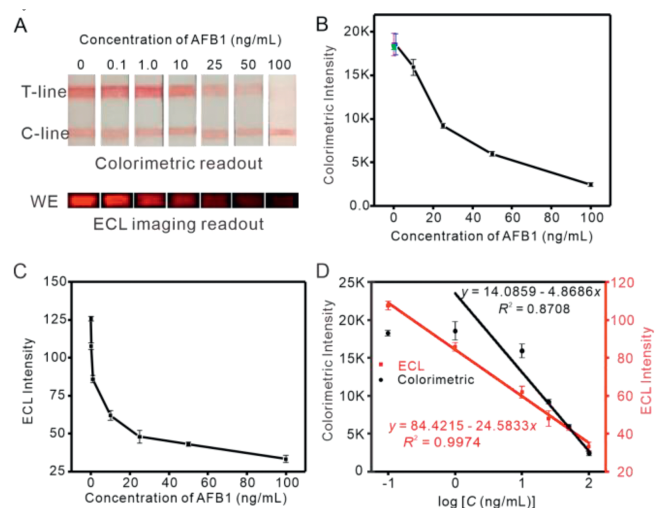 A
Concentration of AFB1 (ng/mL)
0 0.1 1.0 10 25 50 100
T-line
C-line
Colorimetric readout
WE
ECL imaging readout
B
Colorimetric Intensity
20K
15K
10K
5K
0.
0 20 40 60 80 100
Concentration of AFB1 (ng/mL)
C
ECL Intensity
150
125
100
75
50
25
0 20 40 60 80 100
Concentration of AFB1 (ng/mL)
D
Colorimetric Intensity
25K
20K
15K
10K
5K
0
y = 14.0859 - 4.8686x
R² = 0.8708
ECL
Colorimetric
y = 84.4215 - 24.5833x
R² = 0.9974
120
100
80
60
40
20
ECL Intensity
-1 0 1 2
log [C (ng/mL)]